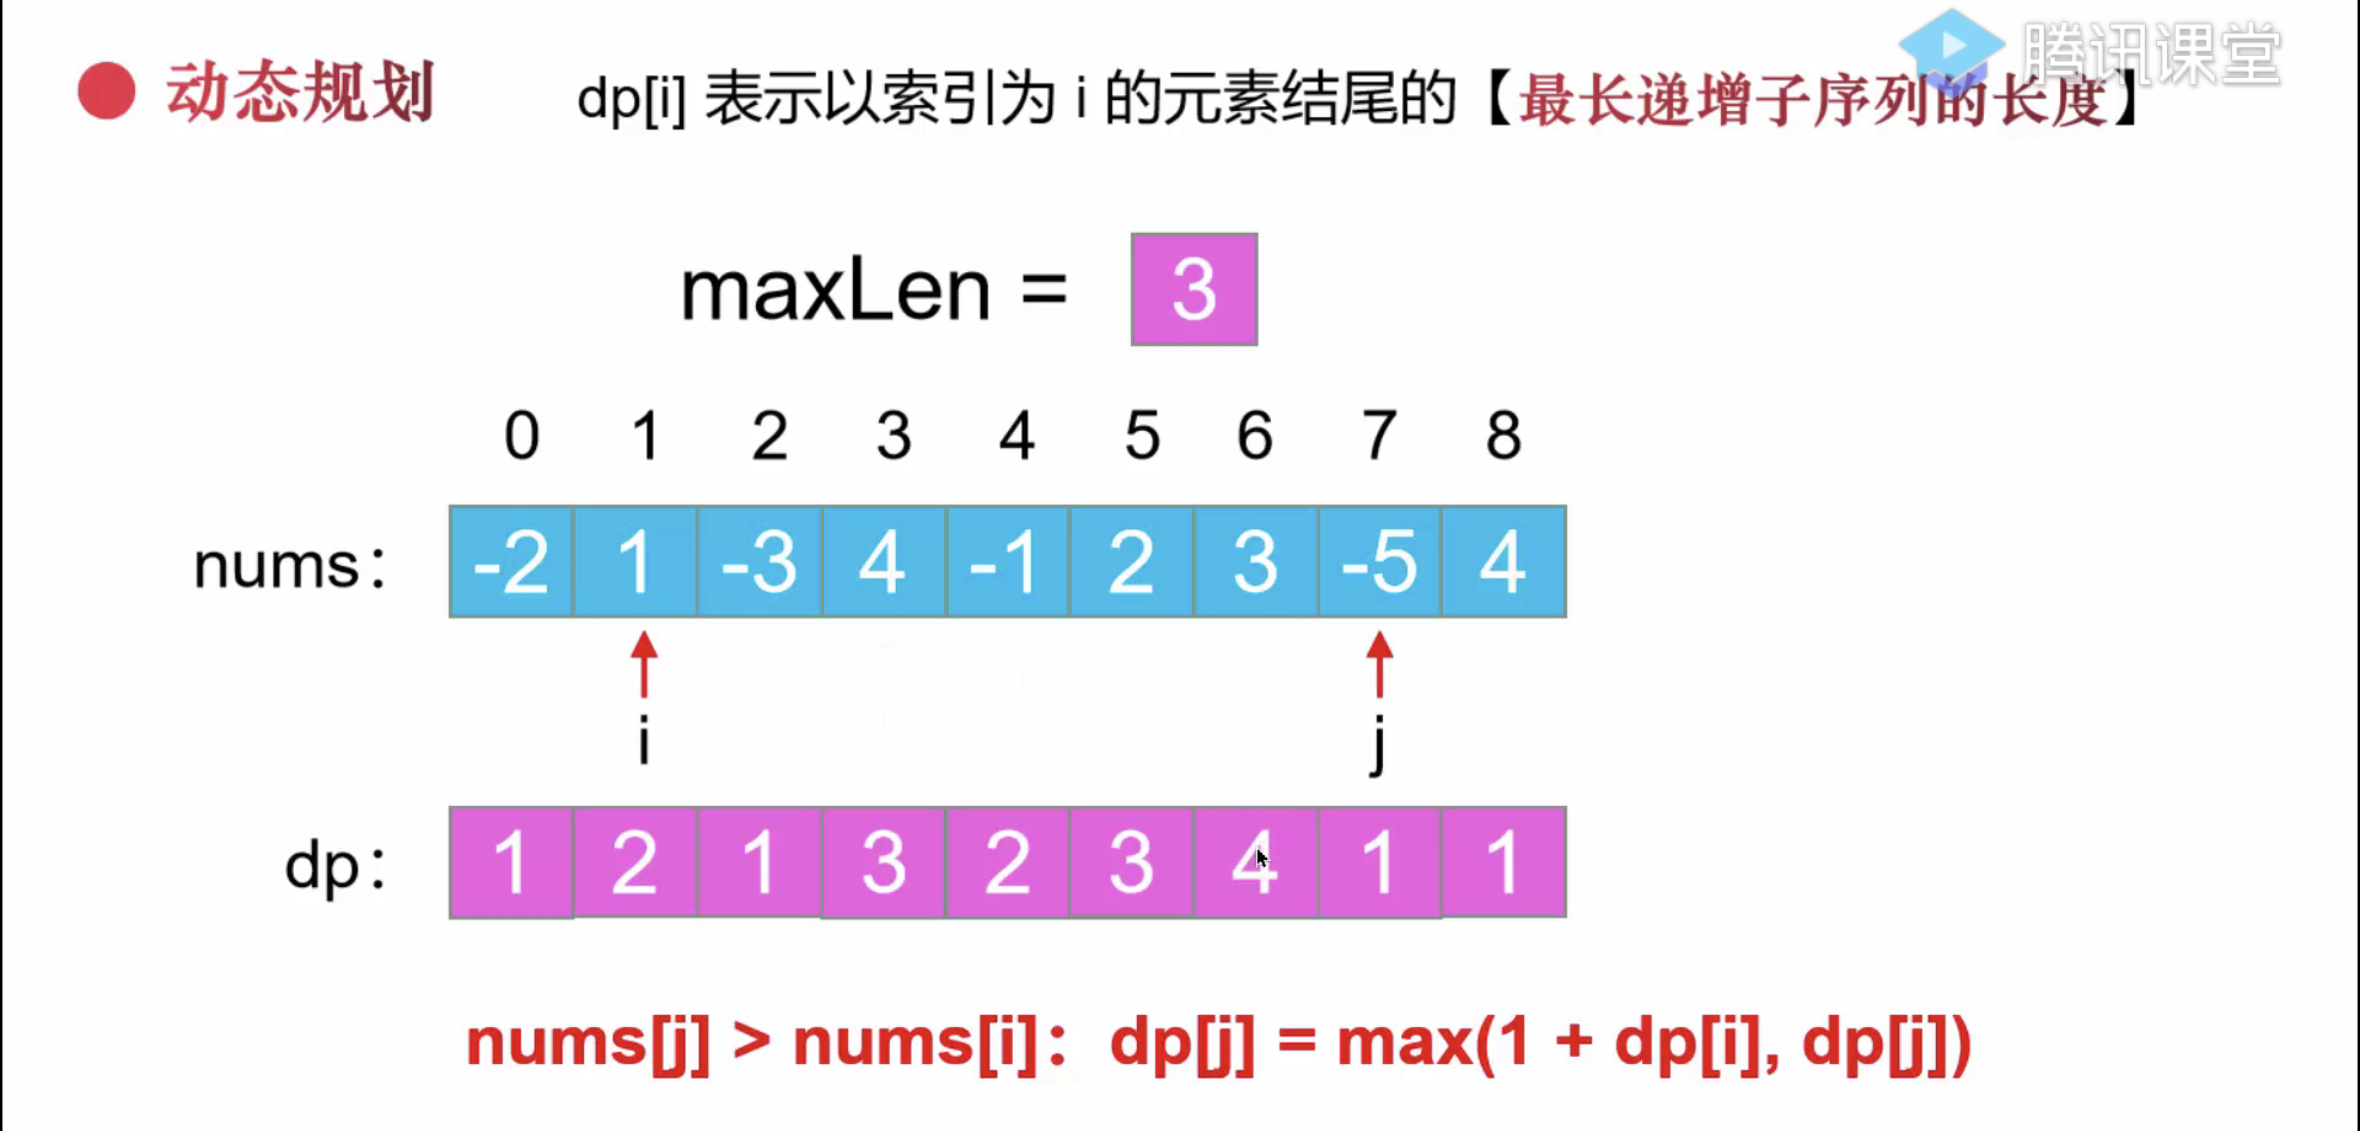 腾讯课堂
动态规划 dp[i] 表示以索引为 i 的元素结尾的【最长递增子序列的长度】
maxLen = 3
0 1 2 3 4 5 6 7 8
nums: -2 1 -3 4 -1 2 3 -5 4
i j
dp: 1 2 1 3 2 3 4 1 1
nums[j] > nums[i]：dp[j] = max(1 + dp[i], dp[j])